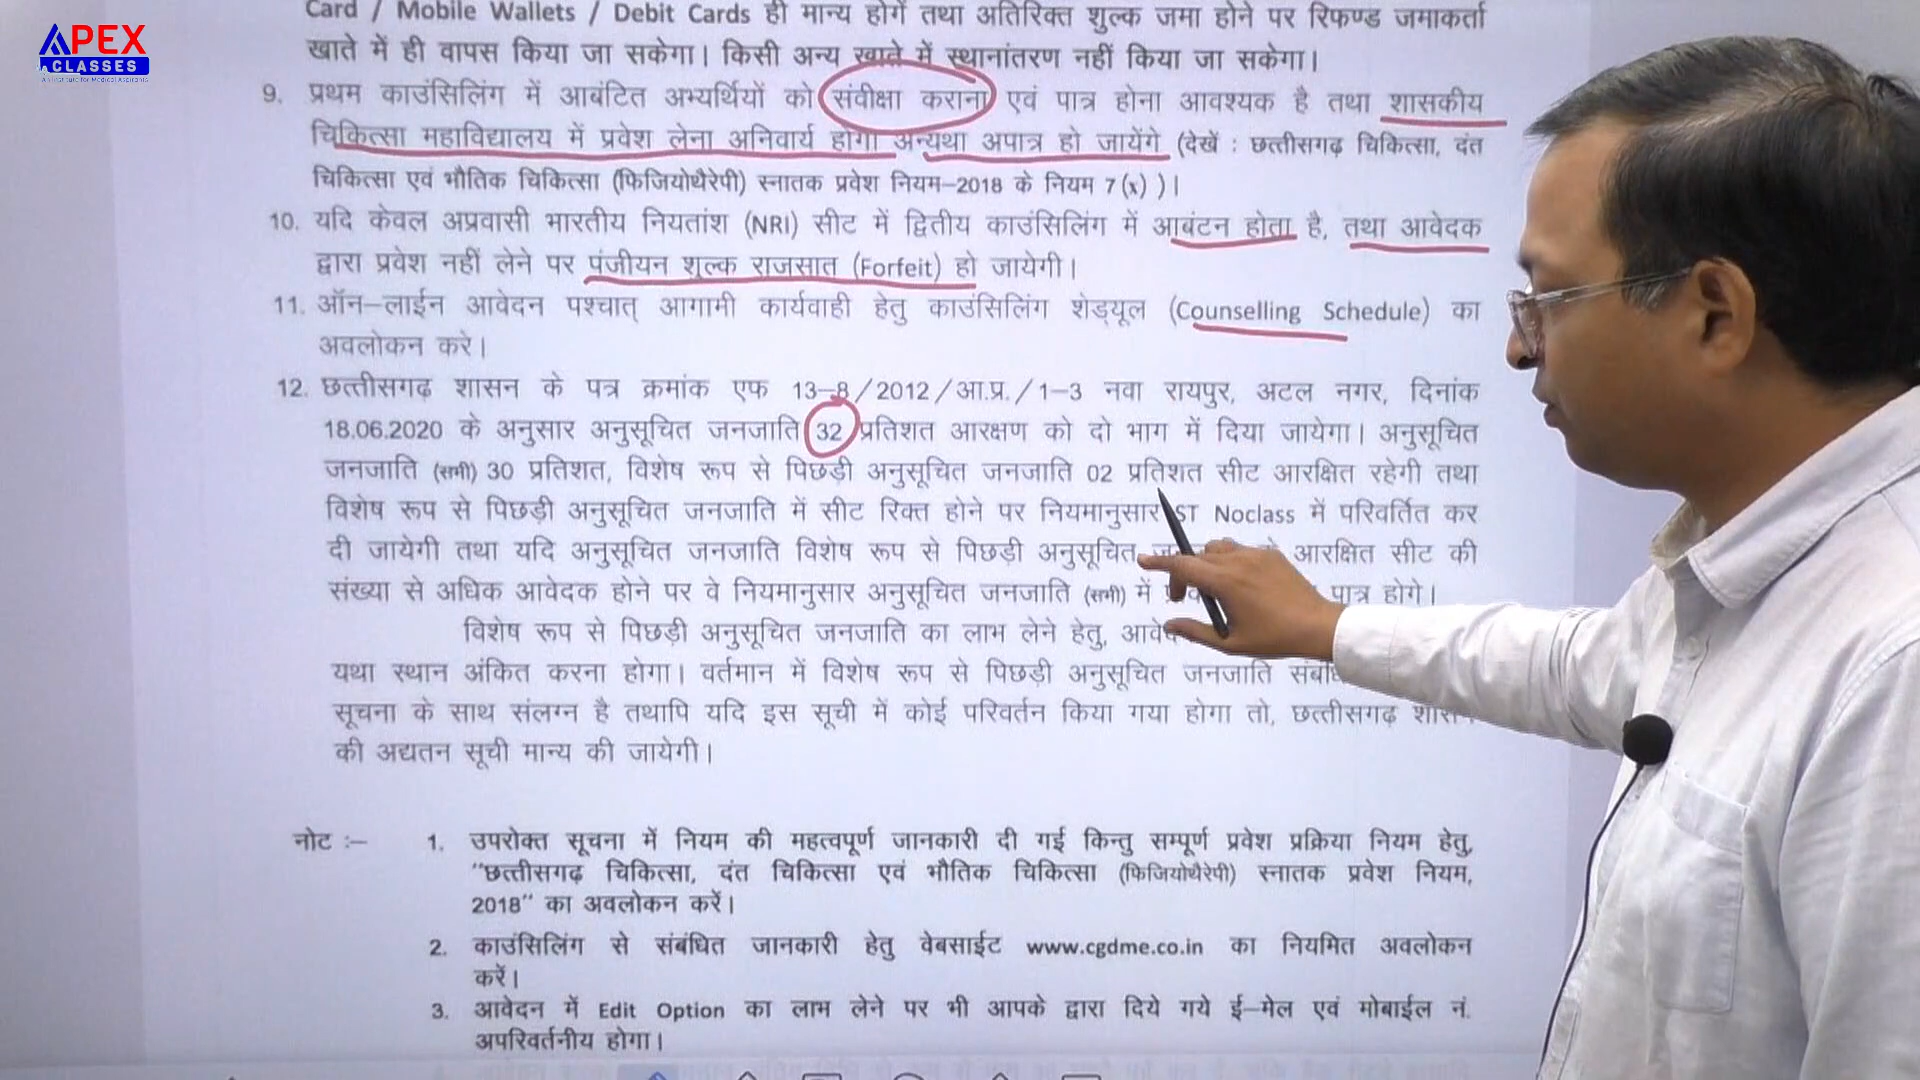 APEX
CLASSES
An Institute for Medical Aspirants
Card / Mobile Wallets / Debit Cards ही मान्य होगें तथा अतिरिक्त शुल्क जमा होने पर रिफण्ड जमाकर्ता
खाते में ही वापस किया जा सकेगा। किसी अन्य खाते में स्थानांतरण नहीं किया जा सकेगा।
9. प्रथम काउंसिलिंग में आबंटित अभ्यर्थियों को संवीक्षा कराना एवं पात्र होना आवश्यक है तथा शासकीय
चिकित्सा महाविद्यालय में प्रवेश लेना अनिवार्य होगा अन्यथा अपात्र हो जायेंगे (देखें : छत्तीसगढ़ चिकित्सा, दंत
चिकित्सा एवं भौतिक चिकित्सा (फिजियोथैरेपी) स्नातक प्रवेश नियम–2018 के नियम 7 (x) )।
10. यदि केवल अप्रवासी भारतीय नियतांश (NRI) सीट में द्वितीय काउंसिलिंग में आबंटन होता है, तथा आवेदक
द्वारा प्रवेश नहीं लेने पर पंजीयन शुल्क राजसात (Forfeit) हो जायेगी।
11. ऑन–लाईन आवेदन पश्चात् आगामी कार्यवाही हेतु काउंसिलिंग शेड्यूल (Counselling Schedule) का
अवलोकन करे।
12. छत्तीसगढ़ शासन के पत्र क्रमांक एफ 13–8/2012/आ.प्र./1–3 नवा रायपुर, अटल नगर, दिनांक
18.06.2020 के अनुसार अनुसूचित जनजाति 32 प्रतिशत आरक्षण को दो भाग में दिया जायेगा। अनुसूचित
जनजाति (सभी) 30 प्रतिशत, विशेष रूप से पिछड़ी अनुसूचित जनजाति 02 प्रतिशत सीट आरक्षित रहेगी तथा
विशेष रूप से पिछड़ी अनुसूचित जनजाति में सीट रिक्त होने पर नियमानुसार ST Noclass में परिवर्तित कर
दी जायेगी तथा यदि अनुसूचित जनजाति विशेष रूप से पिछड़ी अनुसूचित आरक्षित सीट की
संख्या से अधिक आवेदक होने पर वे नियमानुसार अनुसूचित जनजाति (सभी) में पात्र होगे।
विशेष रूप से पिछड़ी अनुसूचित जनजाति का लाभ लेने हेतु,
यथा स्थान अंकित करना होगा। वर्तमान में विशेष रूप से पिछड़ी अनुसूचित जनजाति
सूचना के साथ संलग्न है तथापि यदि इस सूची में कोई परिवर्तन किया गया होगा तो, छत्तीसगढ़ शासन
की अद्यतन सूची मान्य की जायेगी।
नोट :– 1. उपरोक्त सूचना में नियम की महत्वपूर्ण जानकारी दी गई किन्तु सम्पूर्ण प्रवेश प्रक्रिया नियम हेतु,
"छत्तीसगढ़ चिकित्सा, दंत चिकित्सा एवं भौतिक चिकित्सा (फिजियोथैरेपी) स्नातक प्रवेश नियम,
2018" का अवलोकन करें।
2. काउंसिलिंग से संबंधित जानकारी हेतु वेबसाईट www.cgdme.co.in का नियमित अवलोकन
करें।
3. आवेदन में Edit Option का लाभ लेने पर भी आपके द्वारा दिये गये ई–मेल एवं मोबाईल नं.
अपरिवर्तनीय होगा।